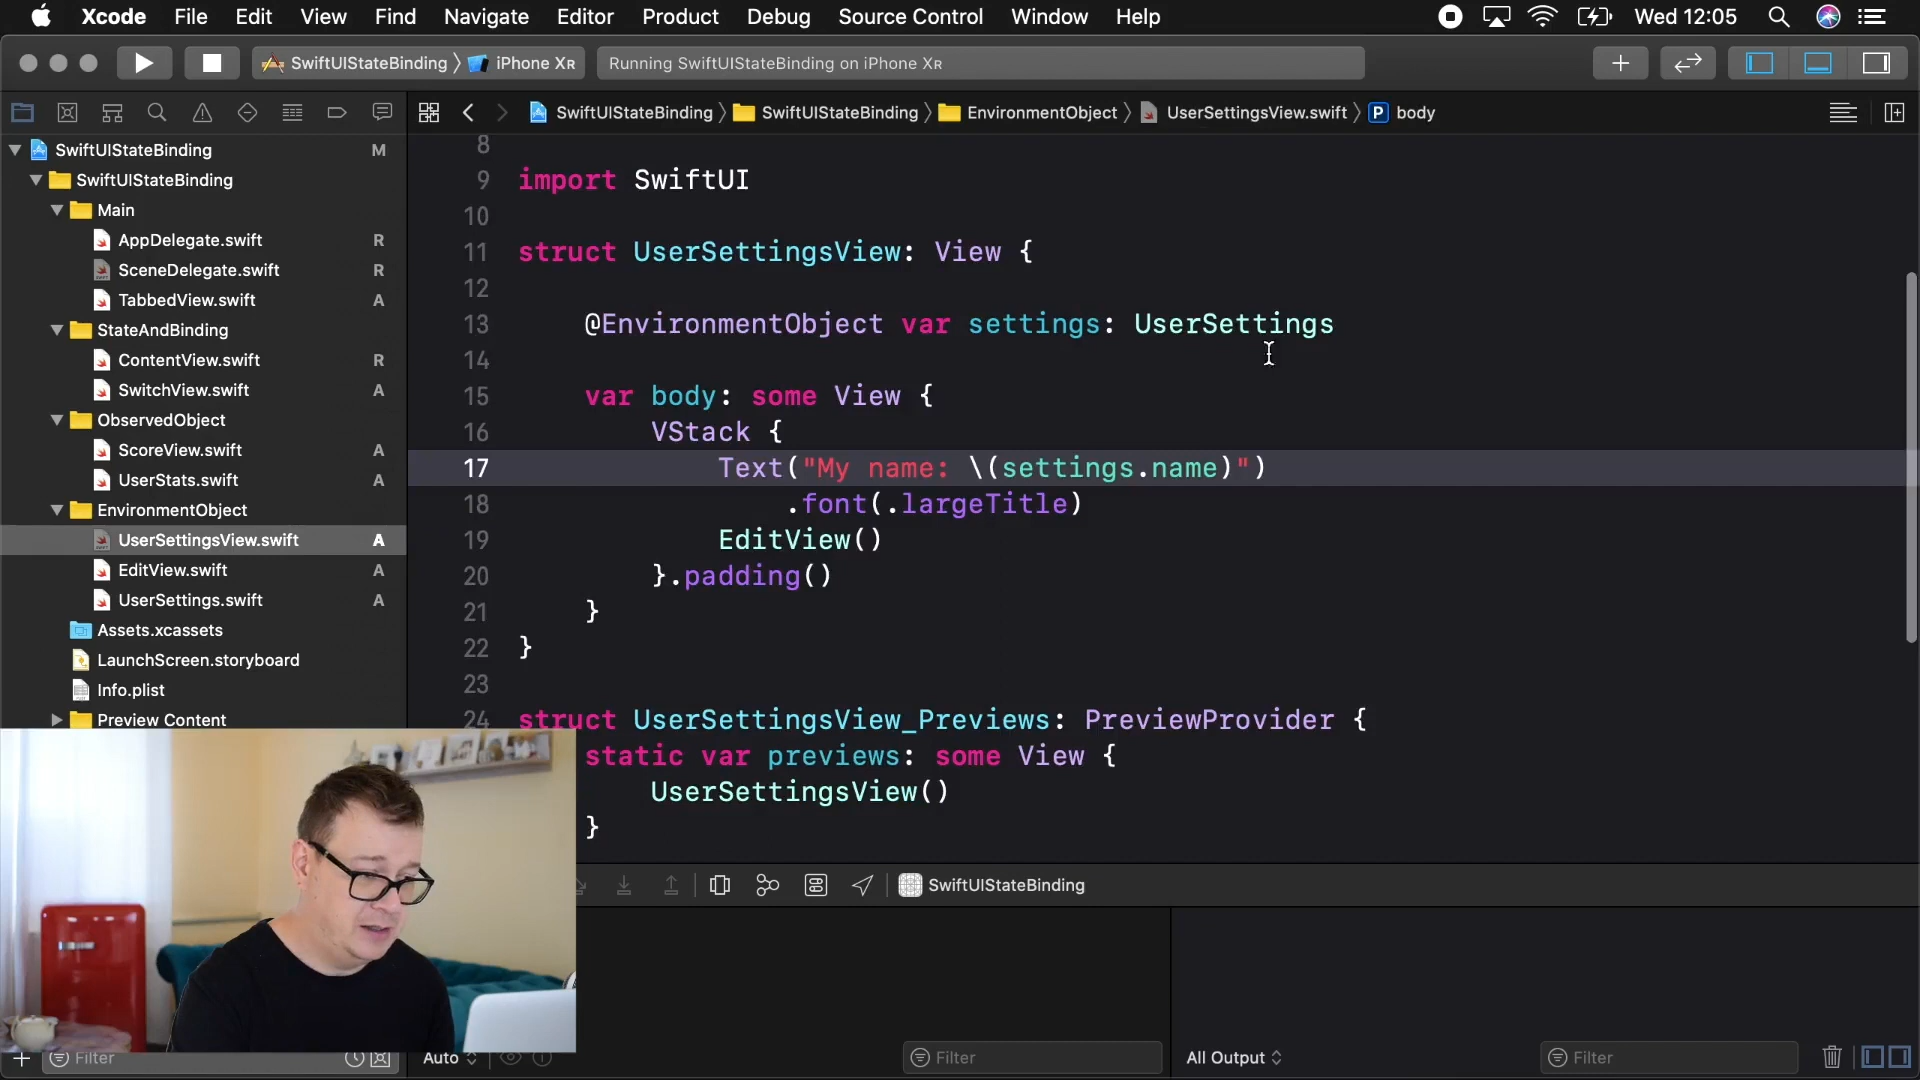 Xcode File Edit View Find Navigate Editor Product Debug Source Control Window Help Wed 12:05
SwiftUIStateBinding iPhone XR Running SwiftUIStateBinding on iPhone XR
SwiftUIStateBinding SwiftUIStateBinding EnvironmentObject UserSettingsView.swift P body
SwiftUIStateBinding M
SwiftUIStateBinding
Main
AppDelegate.swift R
SceneDelegate.swift R
TabbedView.swift A
StateAndBinding
ContentView.swift R
SwitchView.swift A
ObservedObject
ScoreView.swift A
UserStats.swift A
EnvironmentObject
UserSettingsView.swift A
EditView.swift A
UserSettings.swift A
Assets.xcassets
LaunchScreen.storyboard
Info.plist
Preview Content
8
9 import SwiftUI
10
11 struct UserSettingsView: View {
12
13 @EnvironmentObject var settings: UserSettings
14
15 var body: some View {
16 VStack {
17 Text("My name: \(settings.name)")
18 .font(.largeTitle)
19 EditView()
20 }.padding()
21 }
22 }
23
24 struct UserSettingsView_Previews: PreviewProvider {
static var previews: some View {
UserSettingsView()
}
SwiftUIStateBinding
Filter Auto Filter All Output Filter